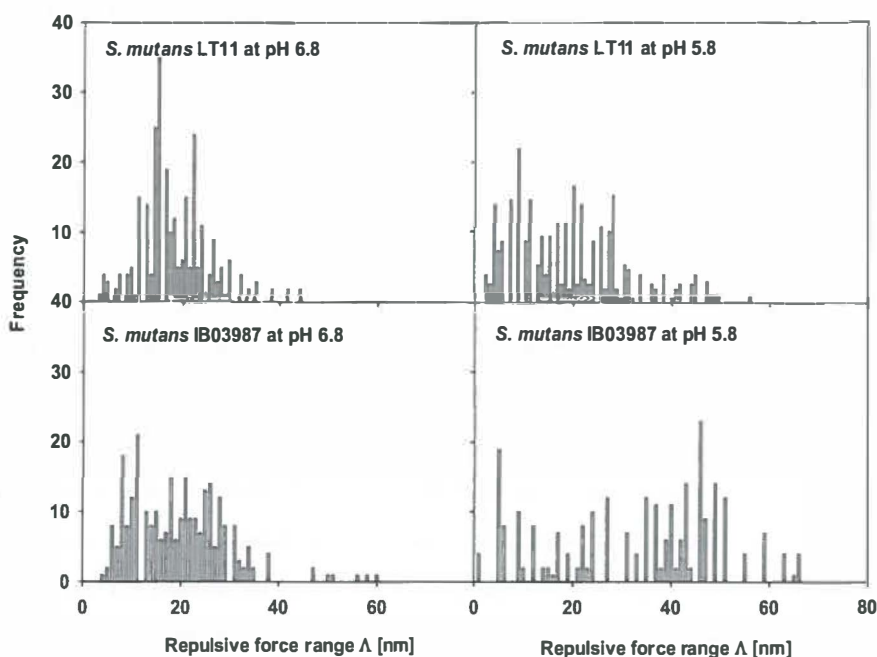 40
S. mutans LT11 at pH 6.8
S. mutans LT11 at pH 5.8
30
20
10
Frequency
40
S. mutans IB03987 at pH 6.8
S. mutans IB03987 at pH 5.8
30
20
10
0
0 20 40 60
0 20 40 60 80
Repulsive force range Λ [nm]
Repulsive force range Λ [nm]